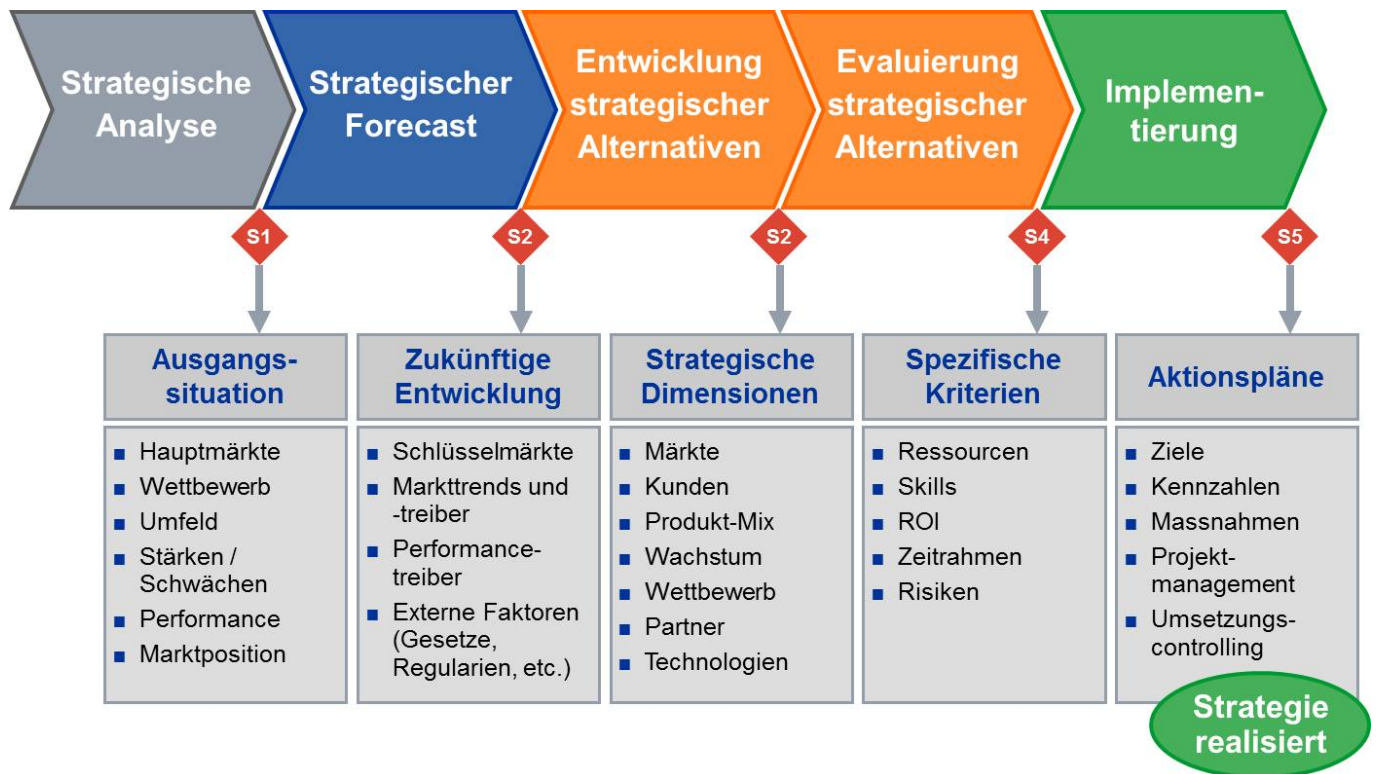 Strategische
Analyse
Strategischer
Forecast
Entwicklung
strategischer
Alternativen
Evaluierung
strategischer
Alternativen
Implemen-
tierung
S1
S2
S2
S4
S5
Ausgangs-
situation
Hauptmärkte
Wettbewerb
Umfeld
Stärken /
Schwächen
Performance
Marktposition
Zukünftige
Entwicklung
Schlüsselmärkte
Markttrends und
-treiber
Performance-
treiber
Externe Faktoren
(Gesetze,
Regularien, etc.)
Strategische
Dimensionen
Märkte
Kunden
Produkt-Mix
Wachstum
Wettbewerb
Partner
Technologien
Spezifische
Kriterien
Ressourcen
Skills
ROI
Zeitrahmen
Risiken
Aktionspläne
Ziele
Kennzahlen
Massnahmen
Projekt-
management
Umsetzungs-
controlling
Strategie
realisiert